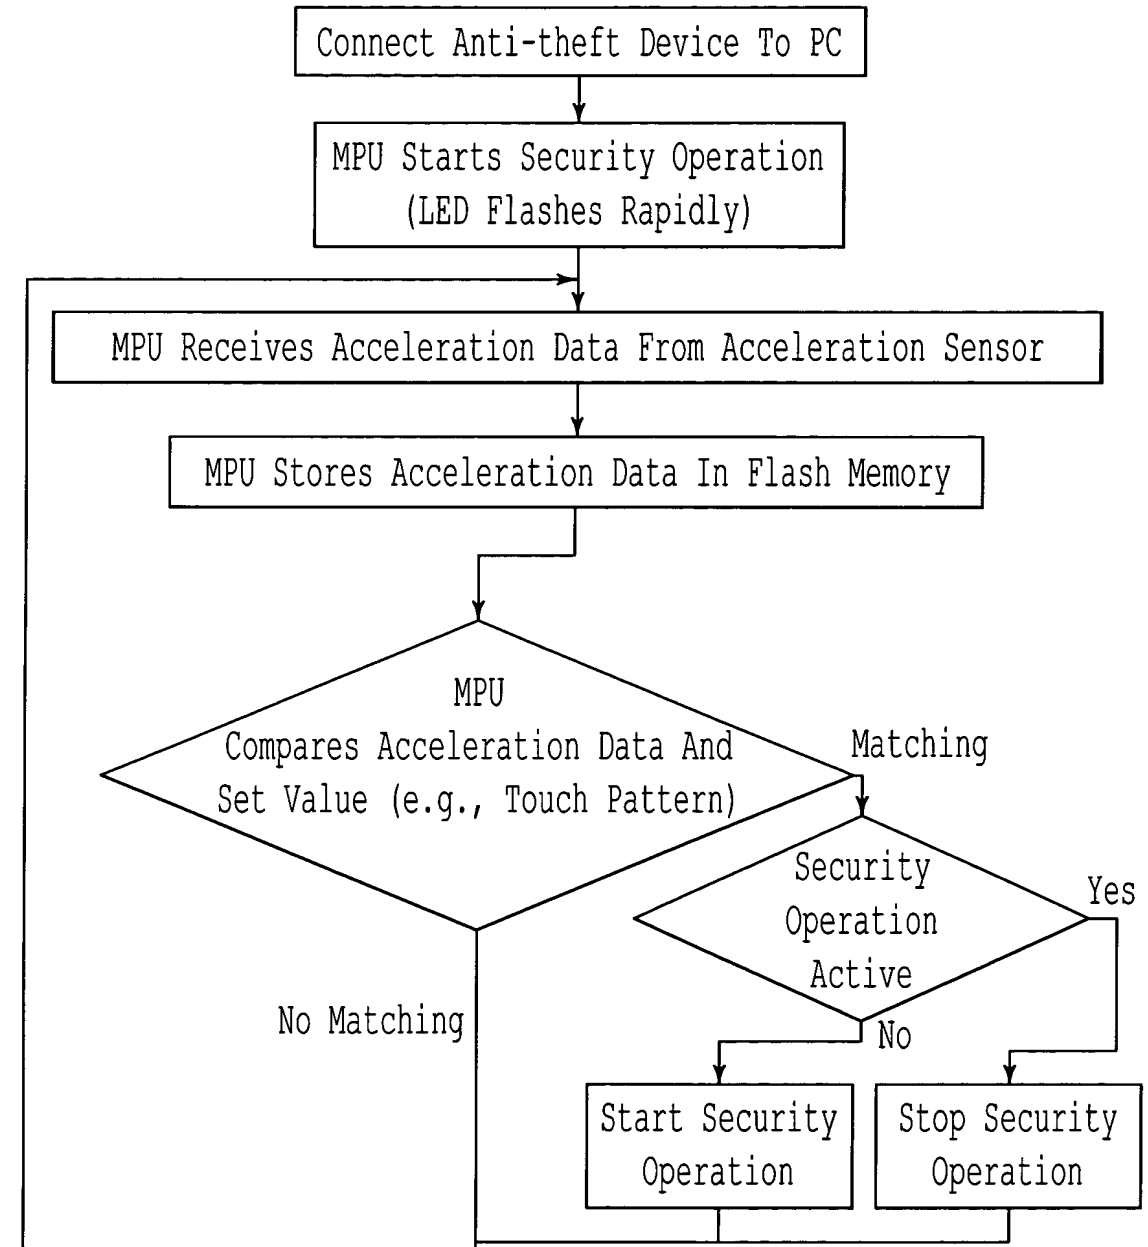 Connect Anti-theft Device To PC
MPU Starts Security Operation
(LED Flashes Rapidly)
MPU Receives Acceleration Data From Acceleration Sensor
MPU Stores Acceleration Data In Flash Memory
MPU
Compares Acceleration Data And
Set Value (e.g., Touch Pattern)
Matching
Security
Operation
Active
Yes
No Matching
No
Start Security
Operation
Stop Security
Operation